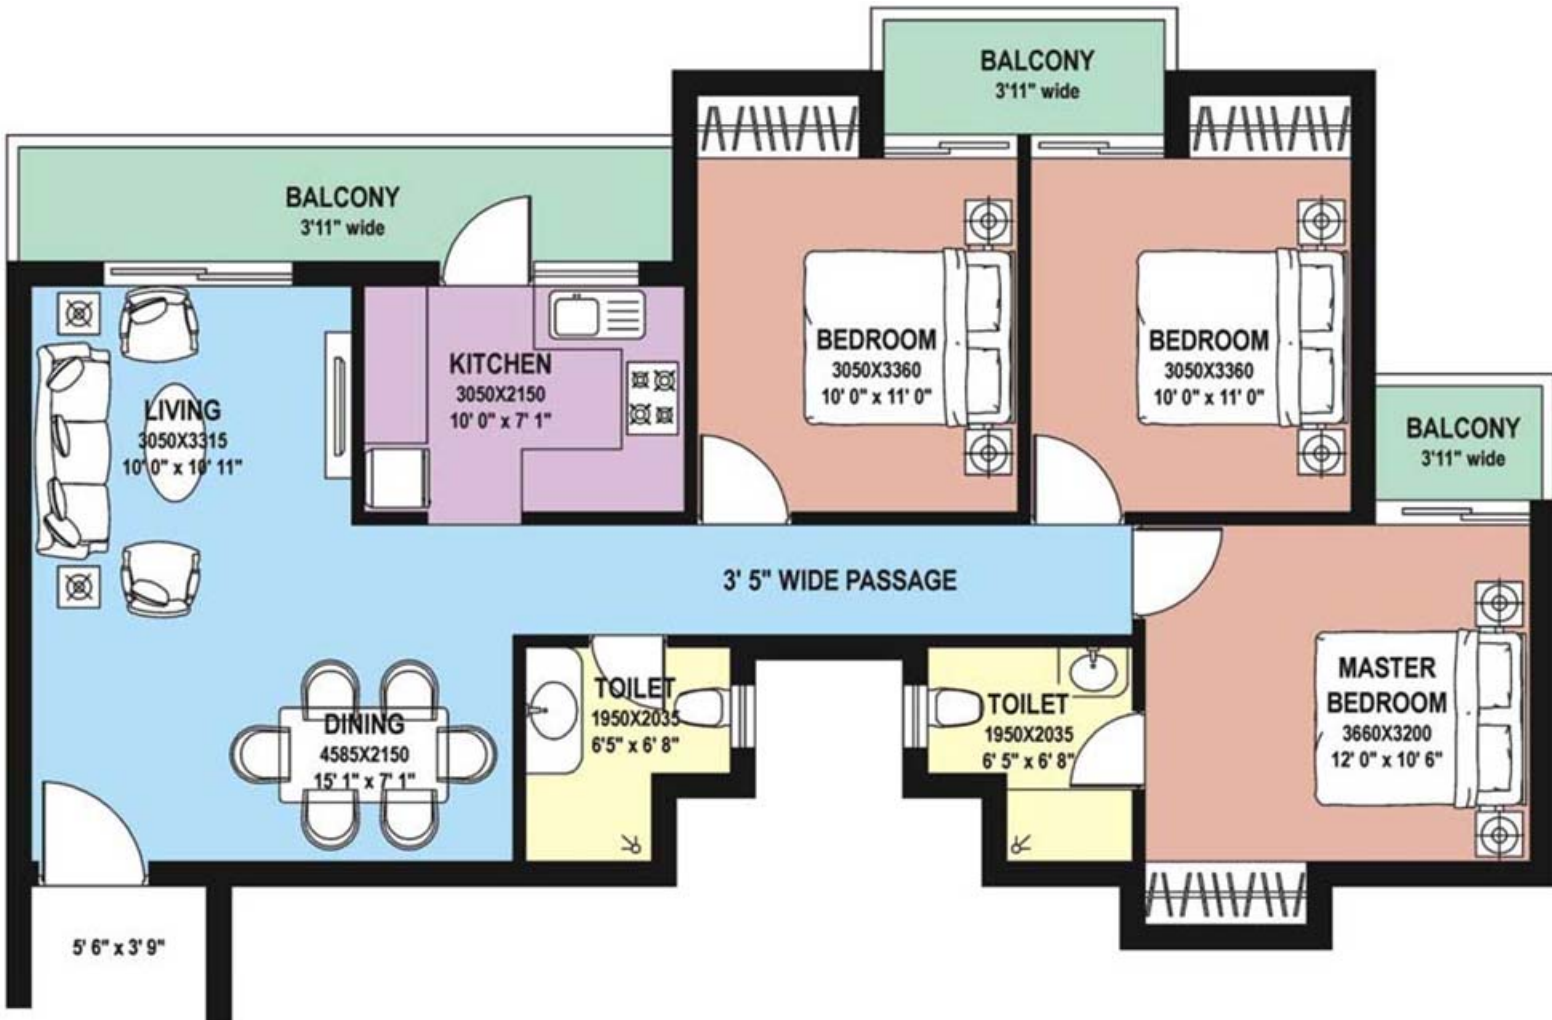 BALCONY
3'11" wide
BALCONY
3'11" wide
KITCHEN
3050X2150
10' 0" x 7' 1"
BEDROOM
3050X3360
10' 0" x 11' 0"
BEDROOM
3050X3360
10' 0" x 11' 0"
LIVING
3050X3315
10' 0" x 10' 11"
BALCONY
3'11" wide
3' 5" WIDE PASSAGE
DINING
4585X2150
15' 1" x 7' 1"
TOILET
1950X2035
6'5" x 6' 8"
TOILET
1950X2035
6' 5" x 6' 8"
MASTER
BEDROOM
3660X3200
12' 0" x 10' 6"
5' 6" x 3' 9"